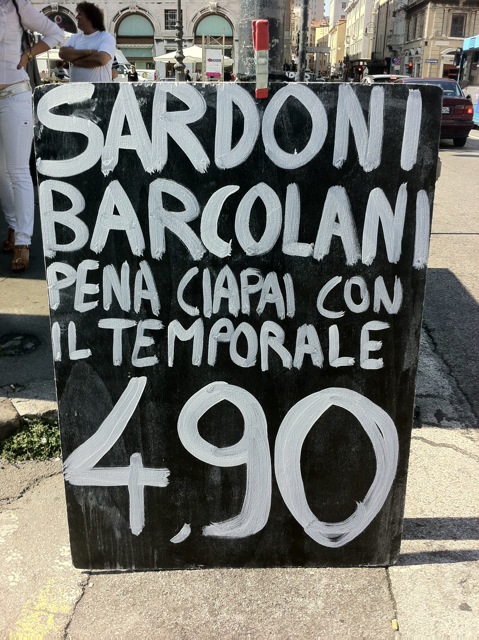 SARDONI
BARCOLANI
PENA CIAPAI CON
IL TEMPORALE
4,90